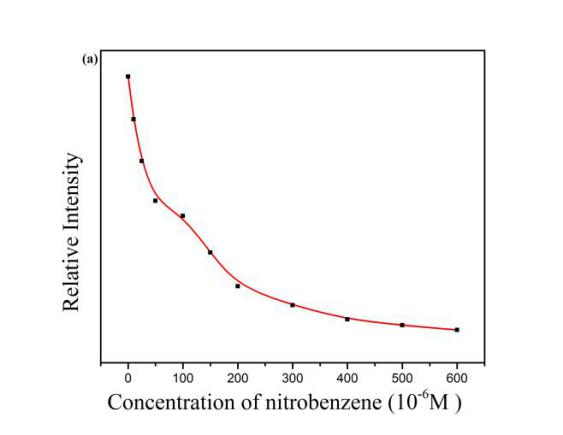 (a)
Relative Intensity
0 100 200 300 400 500 600
Concentration of nitrobenzene (10⁻⁶M )